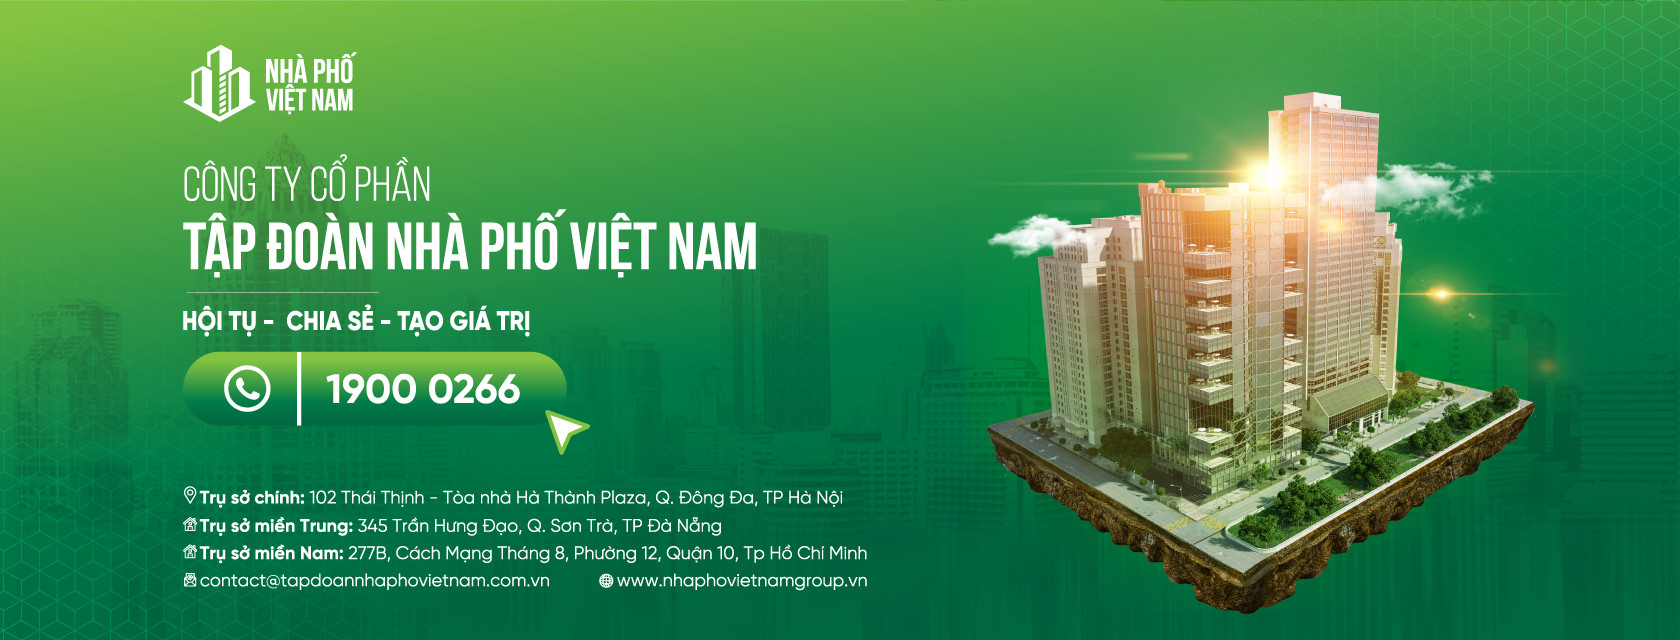 NHÀ PHỐ
VIỆT NAM
CÔNG TY CỔ PHẦN
TẬP ĐOÀN NHÀ PHỐ VIỆT NAM
HỘI TỤ - CHIA SẺ - TẠO GIÁ TRỊ
1900 0266
Trụ sở chính: 102 Thái Thịnh - Tòa nhà Hà Thành Plaza, Q. Đông Đa, TP Hà Nội
Trụ sở miền Trung: 345 Trần Hưng Đạo, Q. Sơn Trà, TP Đà Nẵng
Trụ sở miền Nam: 277B, Cách Mạng Tháng 8, Phường 12, Quận 10, Tp Hồ Chí Minh
contact@tapdoannhaphovietnam.com.vn www.nhaphovietnamgroup.vn